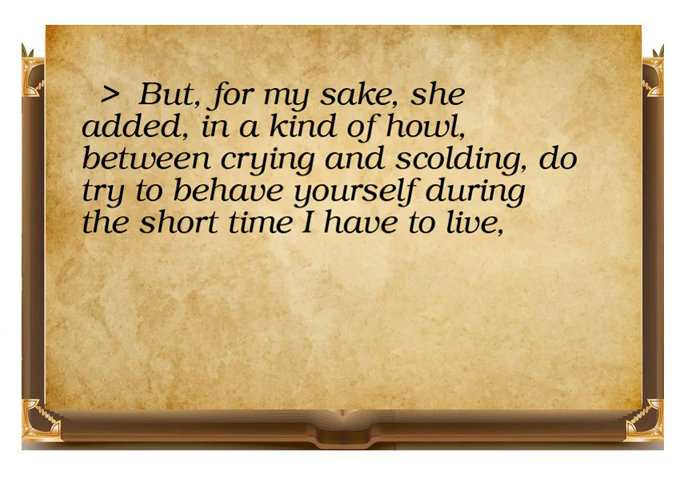 > But, for my sake, she
added, in a kind of howl,
between crying and scolding, do
try to behave yourself during
the short time I have to live,